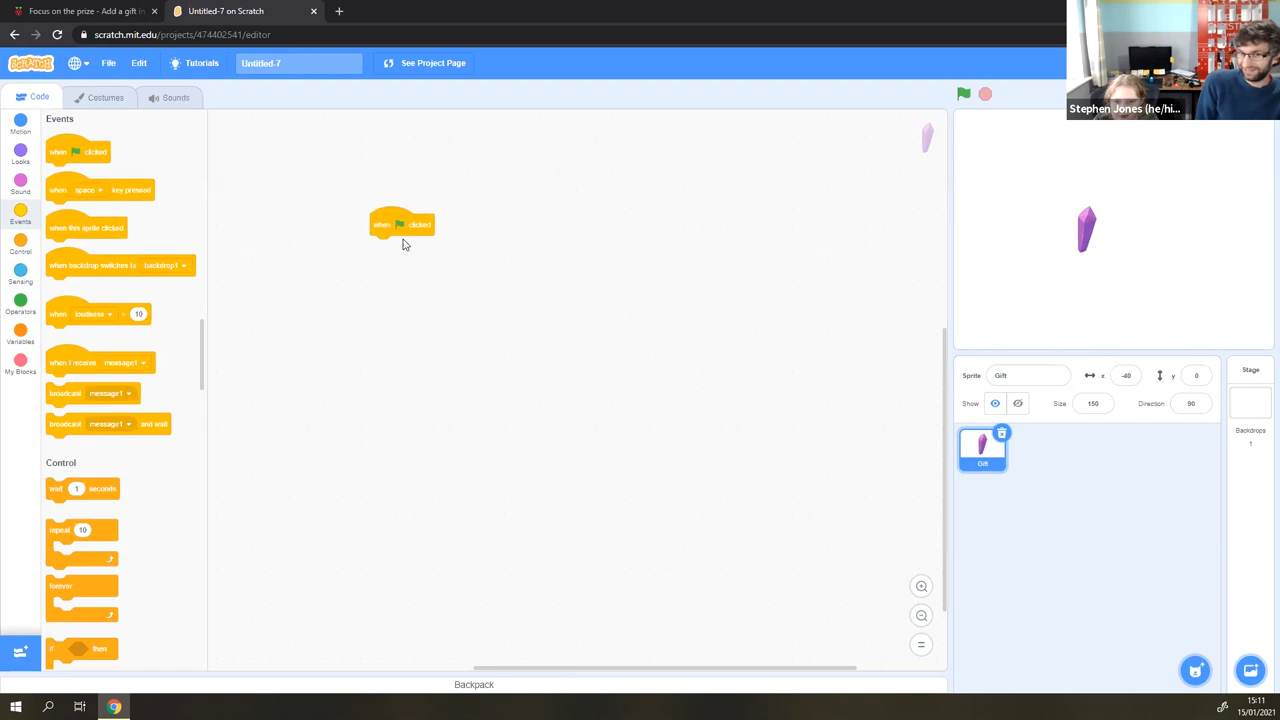 Focus on the prize - Add a gift in
Untitled-7 on Scratch
scratch.mit.edu/projects/474402541/editor
SCRATCH
File
Edit
Tutorials
Untitled-7
See Project Page
Stephen Jones (he/hi...
Code
Costumes
Sounds
Motion
Looks
Sound
Events
Control
Sensing
Operators
Variables
My Blocks
Events
when clicked
when space key pressed
when this sprite clicked
when backdrop switches to backdrop1
when loudness > 10
when I receive message1
broadcast message1
broadcast message1 and wait
Control
wait 1 seconds
repeat 10
forever
if then
when clicked
Sprite Gift x -40 y 0
Show Size 150 Direction 90
Gift
Stage
Backdrops
1
Backpack
15:11
15/01/2021